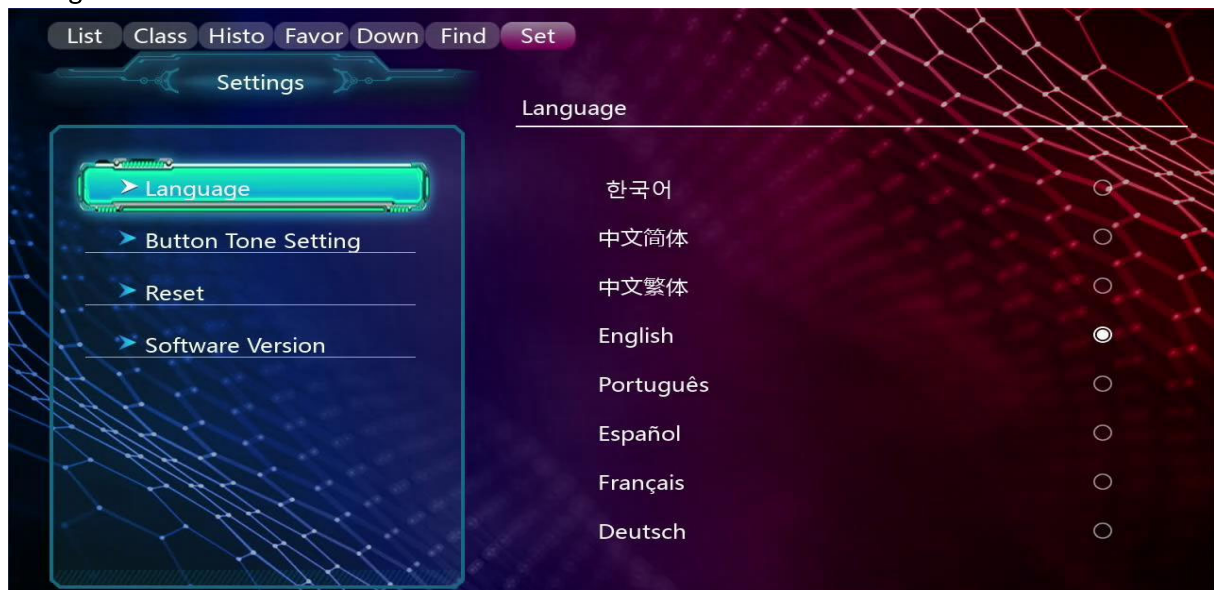 List Class Histo Favor Down Find Set
Settings
Language
Button Tone Setting
Reset
Software Version
Language
한국어
中文简体
中文繁体
English
Português
Español
Français
Deutsch